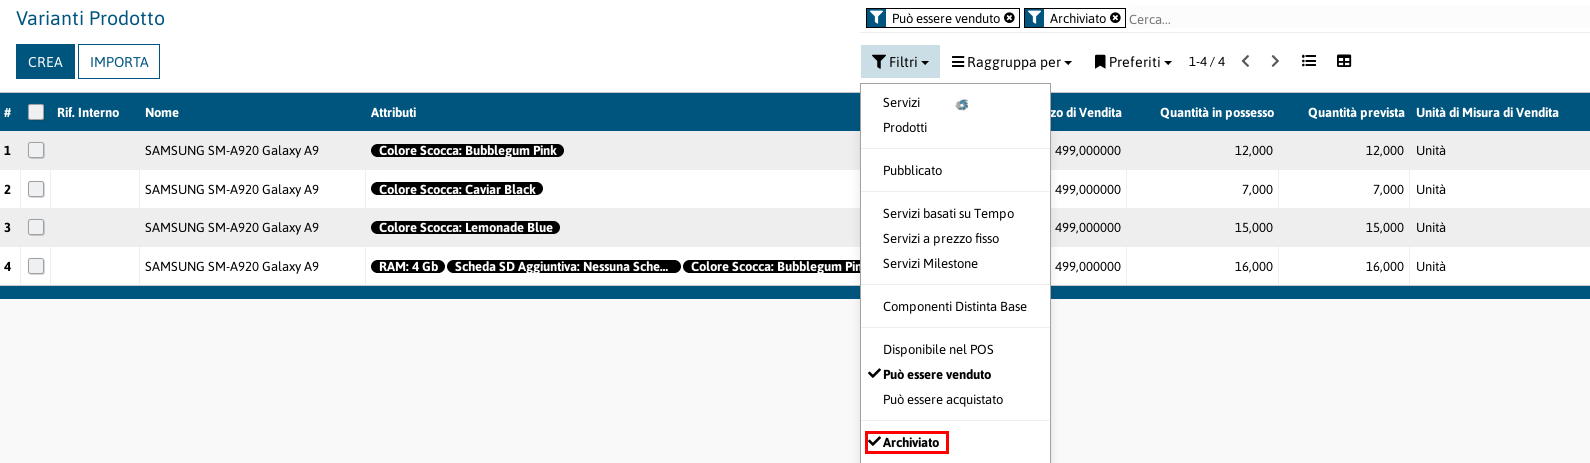 Varianti Prodotto
Può essere venduto Archiviato Cerca...
CREA IMPORTA
Filtri Raggruppa per Preferiti 1-4 / 4
# Rif. Interno Nome Attributi di Vendita Quantità in possesso Quantità prevista Unità di Misura di Vendita
1 SAMSUNG SM-A920 Galaxy A9 Colore Scocca: Bubblegum Pink 499,000000 12,000 12,000 Unità
2 SAMSUNG SM-A920 Galaxy A9 Colore Scocca: Caviar Black 499,000000 7,000 7,000 Unità
3 SAMSUNG SM-A920 Galaxy A9 Colore Scocca: Lemonade Blue 499,000000 15,000 15,000 Unità
4 SAMSUNG SM-A920 Galaxy A9 RAM: 4 Gb Scheda SD Aggiuntiva: Nessuna Sche... Colore Scocca: Bubblegum 499,000000 16,000 16,000 Unità
Servizi
Prodotti
Pubblicato
Servizi basati su Tempo
Servizi a prezzo fisso
Servizi Milestone
Componenti Distinta Base
Disponibile nel POS
Può essere venduto
Può essere acquistato
Archiviato